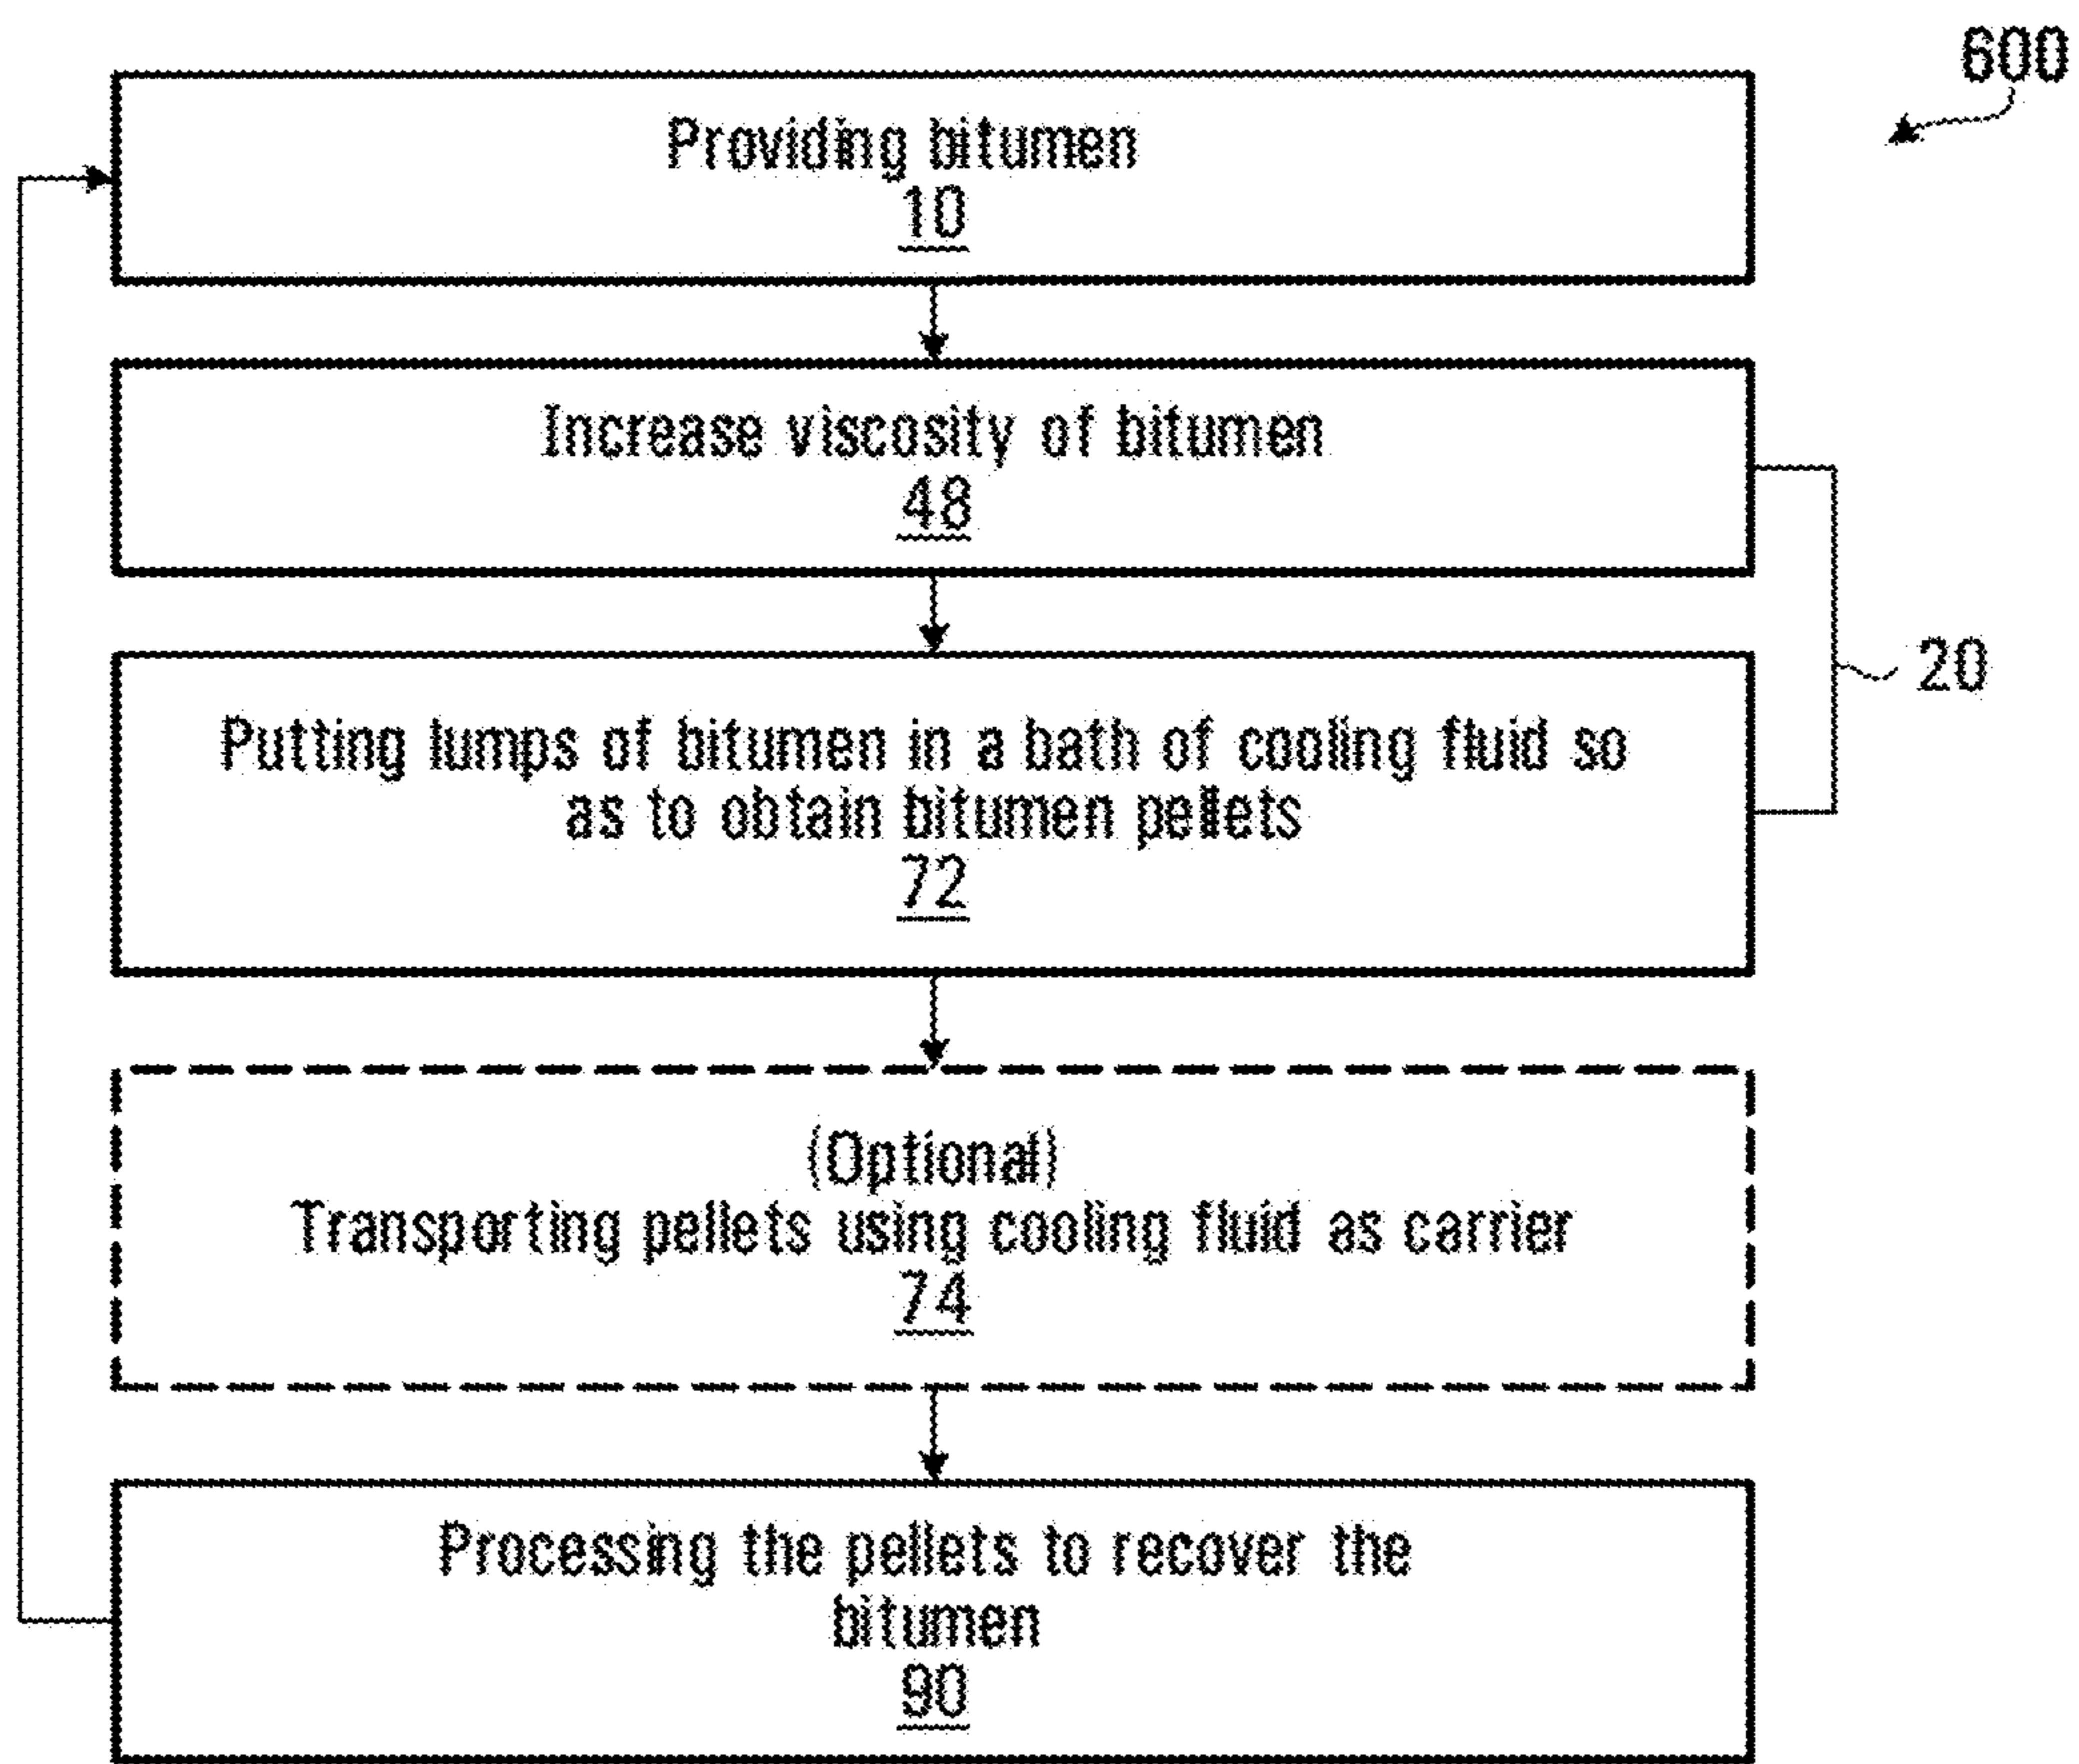 600
Providing bitumen
10
Increase viscosity of bitumen
48
20
Putting lumps of bitumen in a bath of cooling fluid so
as to obtain bitumen pellets
72
(Optional)
Transporting pellets using cooling fluid as carrier
74
Processing the pellets to recover the
bitumen
90